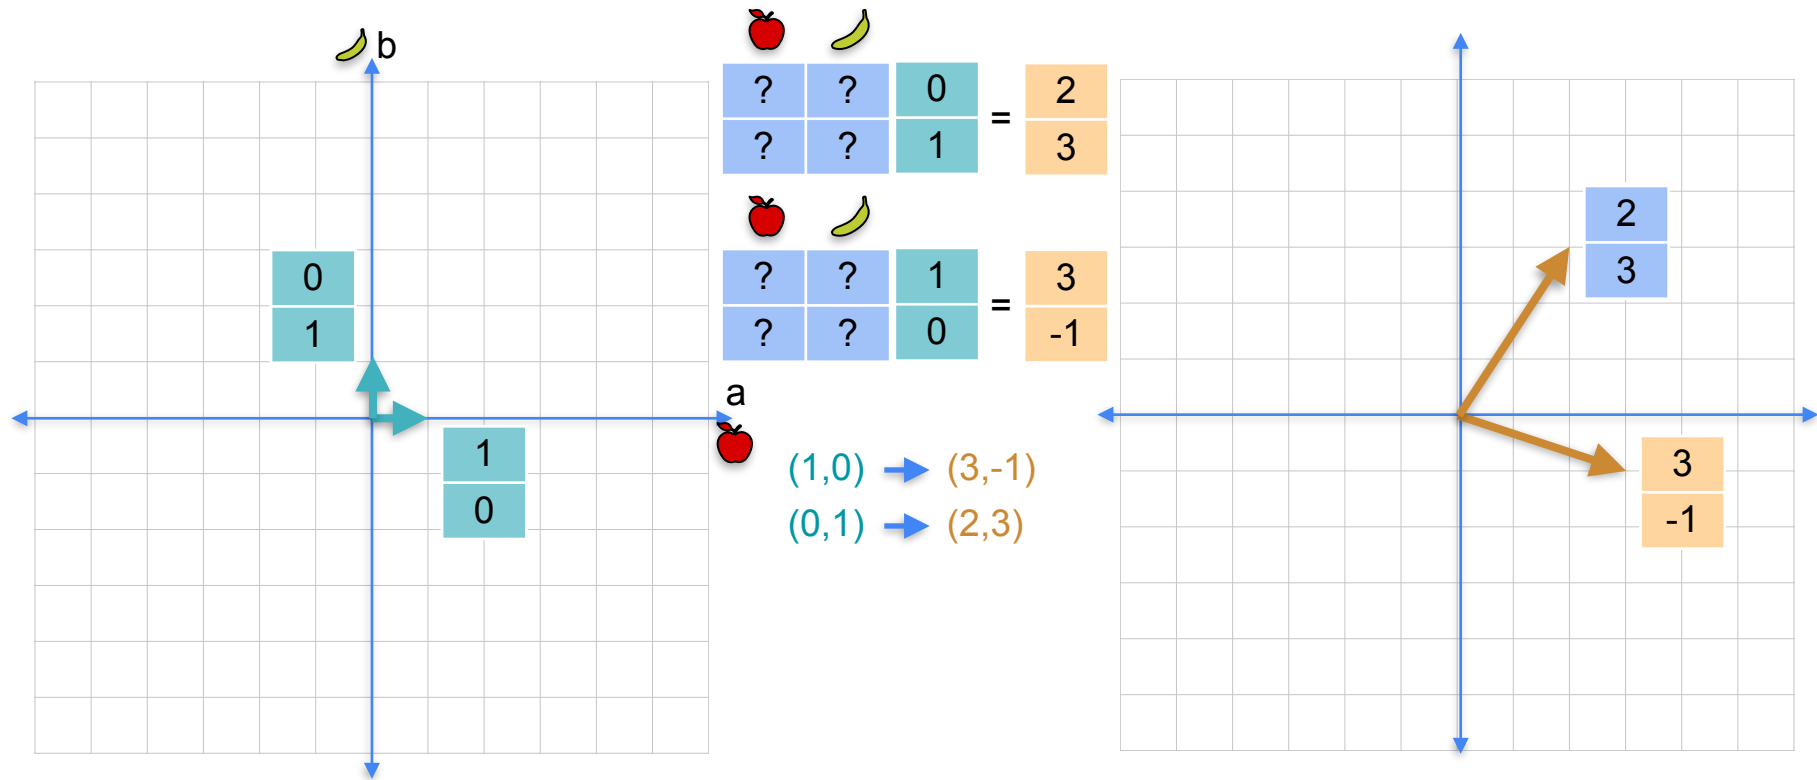 b
? ? 0 = 2
? ? 1 3
? ? 1 = 3
? ? 0 -1
0
1
a
1
0
(1,0) (3,-1)
(0,1) (2,3)
2
3
3
-1